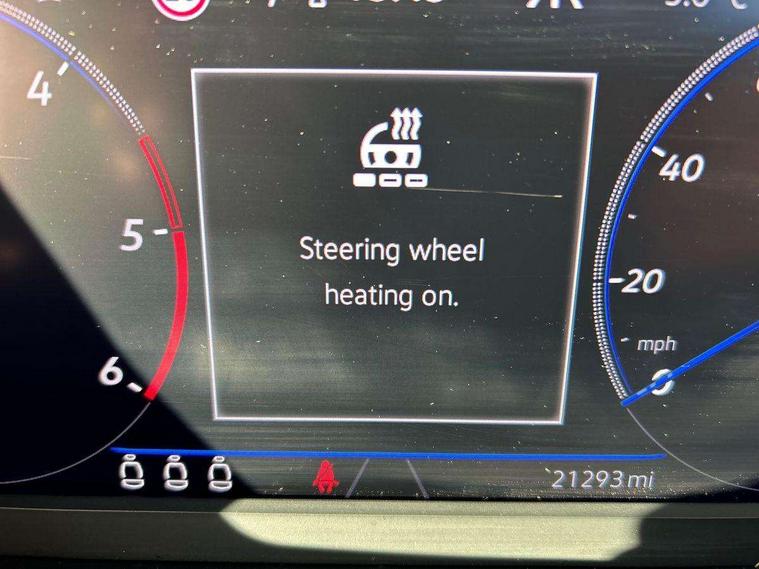 4
5
6
Steering wheel
heating on.
40
20
mph
0
21293 mi